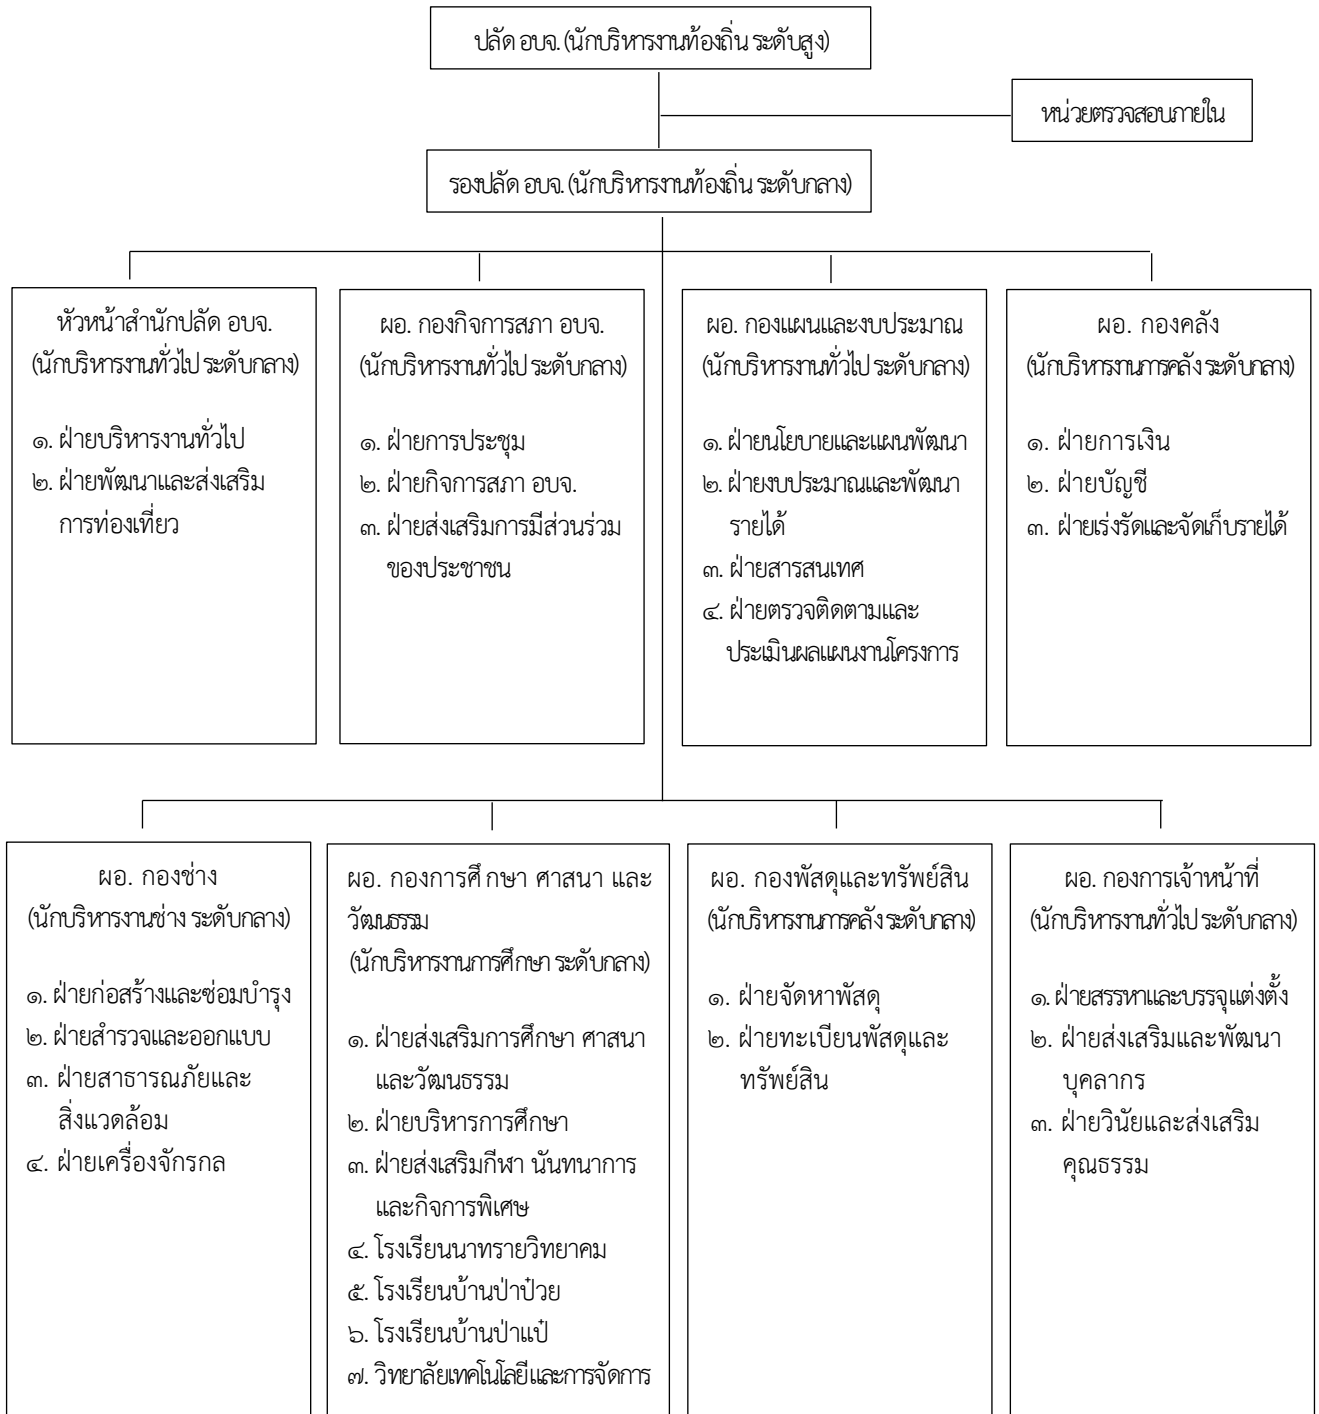 ปลัด อบจ. (นักบริหารงานท้องถิ่น ระดับสูง)
หน่วยตรวจสอบภายใน
รองปลัด อบจ. (นักบริหารงานท้องถิ่น ระดับกลาง)
หัวหน้าสำนักปลัด อบจ.
(นักบริหารงานทั่วไป ระดับกลาง)
๑. ฝ่ายบริหารงานทั่วไป
๒. ฝ่ายพัฒนาและส่งเสริม
การท่องเที่ยว
ผอ. กองกิจการสภา อบจ.
(นักบริหารงานทั่วไป ระดับกลาง)
๑. ฝ่ายการประชุม
๒. ฝ่ายกิจการสภา อบจ.
๓. ฝ่ายส่งเสริมการมีส่วนร่วม
ของประชาชน
ผอ. กองแผนและงบประมาณ
(นักบริหารงานทั่วไป ระดับกลาง)
๑. ฝ่ายนโยบายและแผนพัฒนา
๒. ฝ่ายงบประมาณและพัฒนา
รายได้
๓. ฝ่ายสารสนเทศ
๔. ฝ่ายตรวจติดตามและ
ประเมินผลแผนงานโครงการ
ผอ. กองคลัง
(นักบริหารงานการคลัง ระดับกลาง)
๑. ฝ่ายการเงิน
๒. ฝ่ายบัญชี
๓. ฝ่ายเร่งรัดและจัดเก็บรายได้
ผอ. กองช่าง
(นักบริหารงานช่าง ระดับกลาง)
๑. ฝ่ายก่อสร้างและซ่อมบำรุง
๒. ฝ่ายสำรวจและออกแบบ
๓. ฝ่ายสาธารณภัยและ
สิ่งแวดล้อม
๔. ฝ่ายเครื่องจักรกล
ผอ. กองการศึกษา ศาสนา และ
วัฒนธรรม
(นักบริหารงานการศึกษา ระดับกลาง)
๑. ฝ่ายส่งเสริมการศึกษา ศาสนา
และวัฒนธรรม
๒. ฝ่ายบริหารการศึกษา
๓. ฝ่ายส่งเสริมกีฬา นันทนาการ
และกิจการพิเศษ
๔. โรงเรียนนาทรายวิทยาคม
๕. โรงเรียนบ้านป่าป๋วย
๖. โรงเรียนบ้านป่าแป๋
๗. วิทยาลัยเทคโนโลยีและการจัดการ
ผอ. กองพัสดุและทรัพย์สิน
(นักบริหารงานการคลัง ระดับกลาง)
๑. ฝ่ายจัดหาพัสดุ
๒. ฝ่ายทะเบียนพัสดุและ
ทรัพย์สิน
ผอ. กองการเจ้าหน้าที่
(นักบริหารงานทั่วไป ระดับกลาง)
๑. ฝ่ายสรรหาและบรรจุแต่งตั้ง
๒. ฝ่ายส่งเสริมและพัฒนา
บุคลากร
๓. ฝ่ายวินัยและส่งเสริม
คุณธรรม